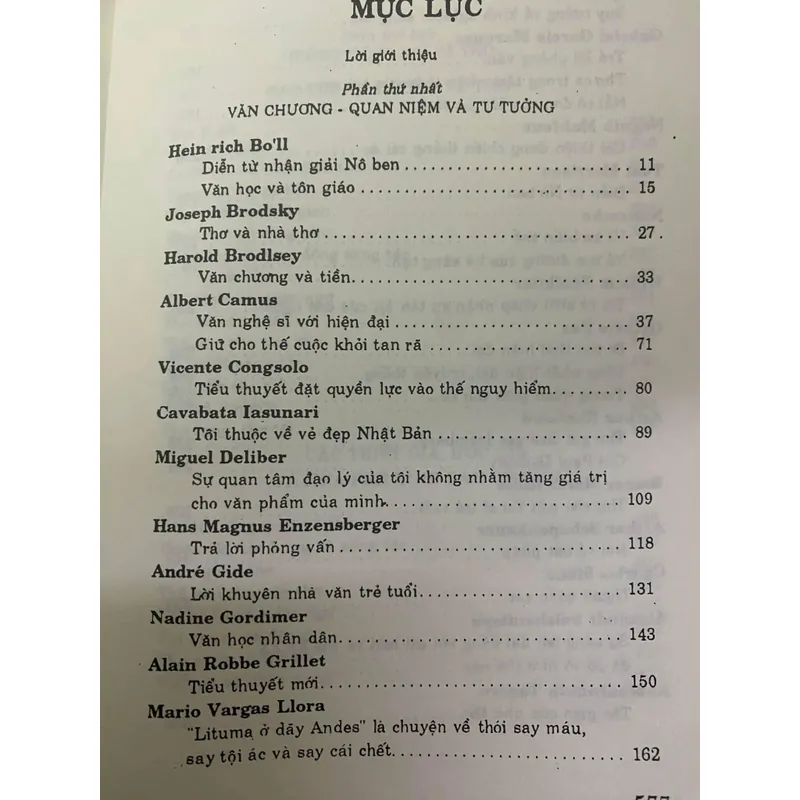 MỤC LỤC
Lời giới thiệu
Phần thứ nhất
VĂN CHƯƠNG - QUAN NIỆM VÀ TƯ TƯỞNG
Hein rich Bo'll
Diễn từ nhận giải Nô ben ........................ 11
Văn học và tôn giáo ............................. 15
Joseph Brodsky
Thơ và nhà thơ .................................. 27
Harold Brodlsey
Văn chương và tiền............................... 33
Albert Camus
Văn nghệ sĩ với hiện đại ........................ 37
Giữ cho thế cuộc khỏi tan rã .................... 71
Vicente Congsolo
Tiểu thuyết đặt quyền lực vào thế nguy hiểm......... 80
Cavabata Iasunari
Tôi thuộc về vẻ đẹp Nhật Bản .................... 89
Miguel Deliber
Sự quan tâm đạo lý của tôi không nhằm tăng giá trị
cho văn phẩm của mình............................ 109
Hans Magnus Enzensberger
Trả lời phỏng vấn ............................... 118
André Gide
Lời khuyên nhà văn trẻ tuổi...................... 131
Nadine Gordimer
Văn học nhân dân................................. 143
Alain Robbe Grillet
Tiểu thuyết mới.................................. 150
Mario Vargas Llora
"Lituma ở dãy Andes" là chuyện về thói say máu,
say tội ác và say cái chết....................... 162